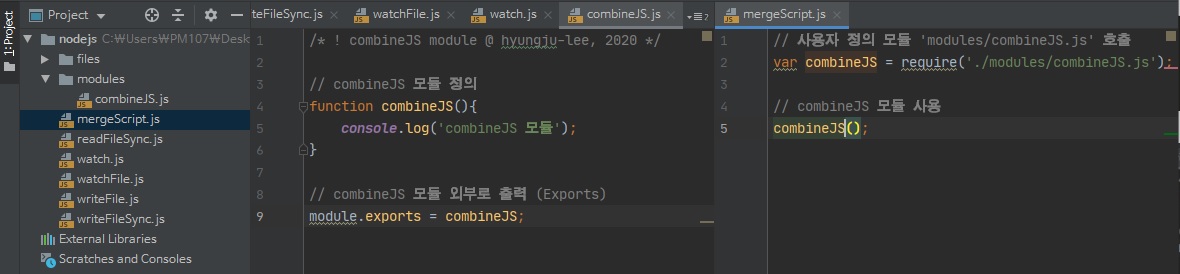 Project
teFileSync.js
watchFile.js
watch.js
combineJS.js
2
mergeScript.js
1: Project
nodejs C:₩Users₩PM107₩Desk
files
modules
combineJS.js
mergeScript.js
readFileSync.js
watch.js
watchFile.js
writeFile.js
writeFileSync.js
External Libraries
Scratches and Consoles
1 /* ! combineJS module @ hyungju-lee, 2020 */
2
3 // combineJS 모듈 정의
4 function combineJS(){
5 console.log('combineJS 모듈');
6 }
7
8 // combineJS 모듈 외부로 출력 (Exports)
9 module.exports = combineJS;
1 // 사용자 정의 모듈 'modules/combineJS.js' 호출
2 var combineJS = require('./modules/combineJS.js');
3
4 // combineJS 모듈 사용
5 combineJS();